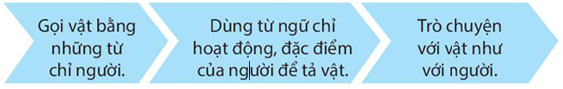 Gọi vật bằng
những từ
chỉ người.
Dùng từ ngữ chỉ
hoạt động, đặc điểm
của người để tả vật.
Trò chuyện
với vật như
với người.